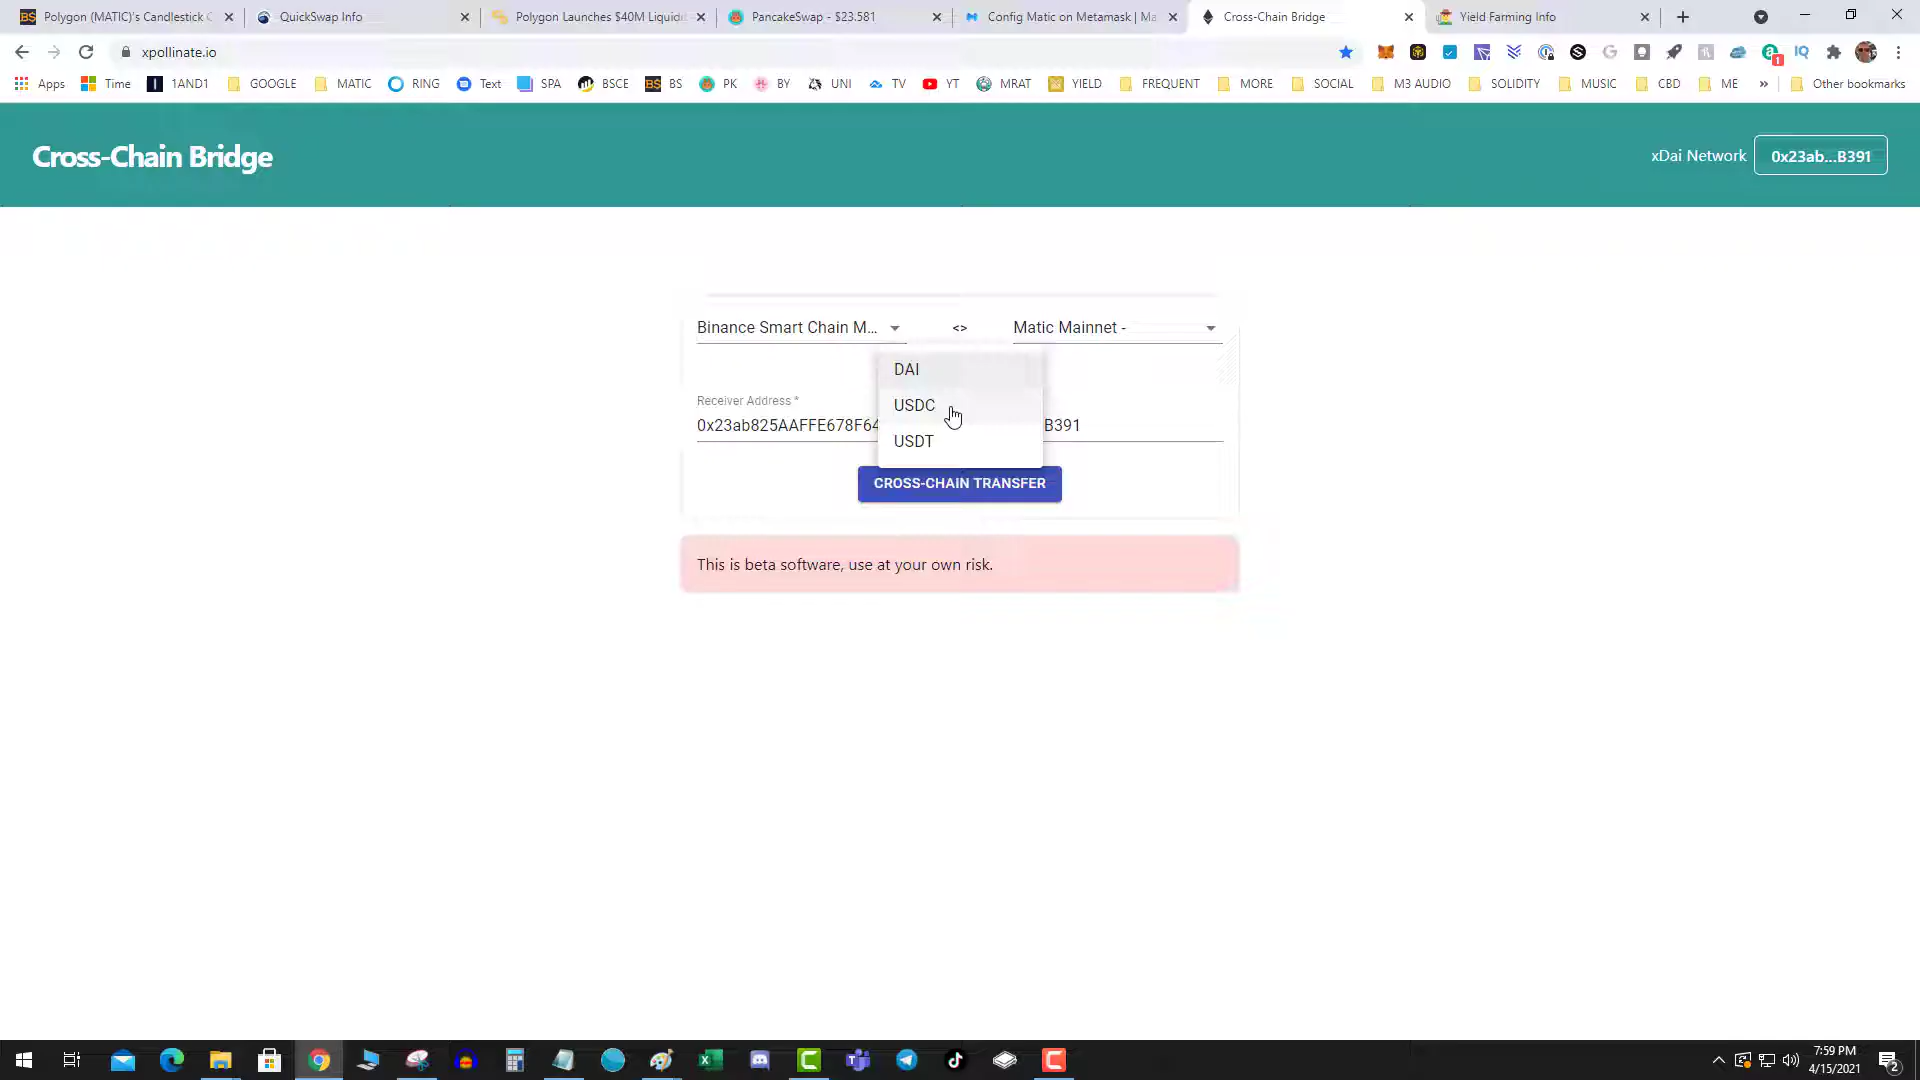 Polygon (MATIC)'s Candlestick C
QuickSwap Info
Polygon Launches $40M Liquidi
PancakeSwap - $23.581
Config Matic on Metamask | Ma
Cross-Chain Bridge
Yield Farming Info
xpollinate.io
Apps
Time
1AND1
GOOGLE
MATIC
RING
Text
SPA
BSCE
BS
PK
BY
UNI
TV
YT
MRAT
YIELD
FREQUENT
MORE
SOCIAL
M3 AUDIO
SOLIDITY
MUSIC
CBD
ME
»
Other bookmarks
Cross-Chain Bridge
xDai Network
0x23ab...B391
Binance Smart Chain M...
<>
Matic Mainnet -
DAI
USDC
USDT
Receiver Address *
0x23ab825AAFFE678F64
B391
CROSS-CHAIN TRANSFER
This is beta software, use at your own risk.
7:59 PM
4/15/2021
2